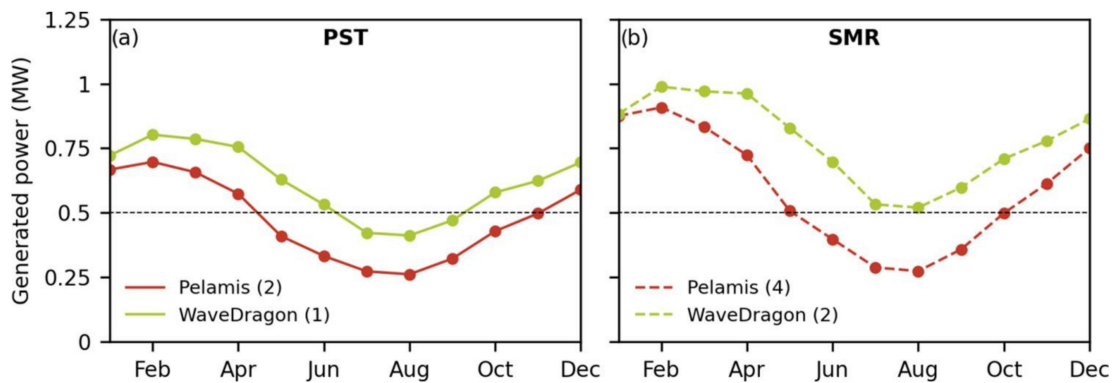 Generated power (MW)
1.25
1
0.75
0.5
0.25
0
(a)
PST
Pelamis (2)
WaveDragon (1)
Feb Apr Jun Aug Oct Dec
(b)
SMR
Pelamis (4)
WaveDragon (2)
Feb Apr Jun Aug Oct Dec